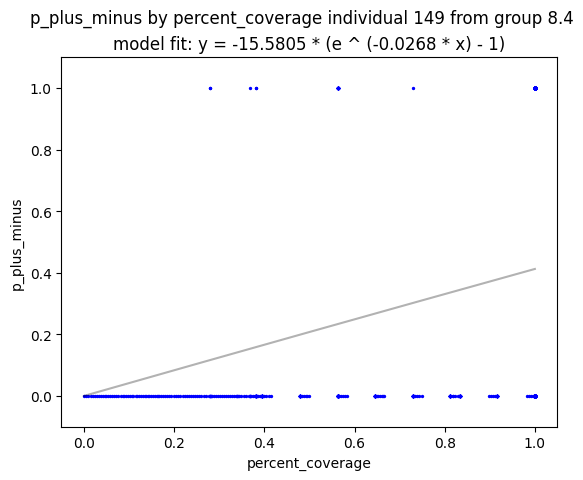 p_plus_minus by percent_coverage individual 149 from group 8.4
model fit: y = -15.5805 * (e ^ (-0.0268 * x) - 1)
1.0
0.8
0.6
0.4
0.2
0.0
p_plus_minus
0.0 0.2 0.4 0.6 0.8 1.0
percent_coverage